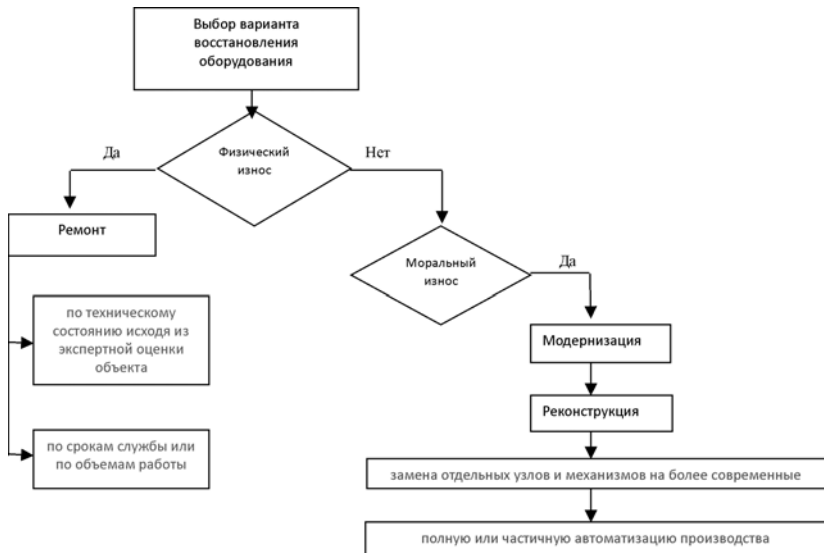 Выбор варианта
восстановления
оборудования
Физический
износ
Да
Нет
Ремонт
Моральный
износ
Да
по техническому
состоянию исходя из
экспертной оценки
объекта
Модернизация
Реконструкция
по срокам службы или
по объемам работы
замена отдельных узлов и механизмов на более современные
полную или частичную автоматизацию производства